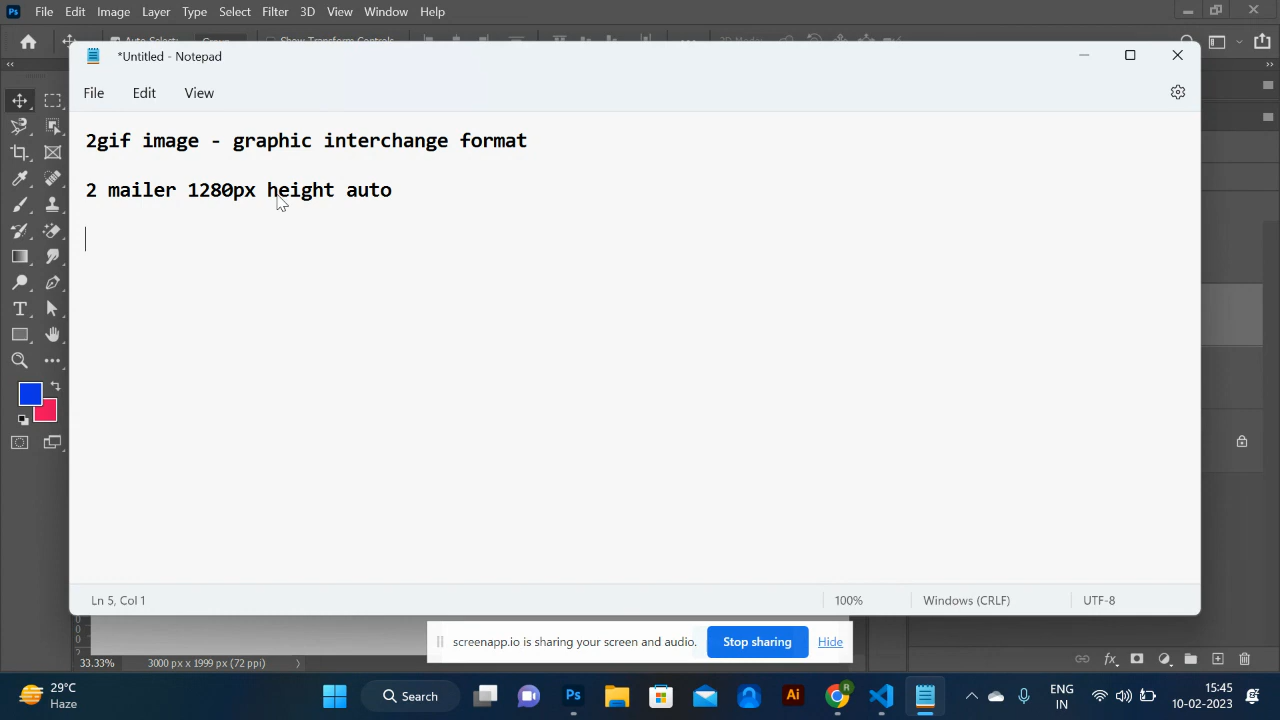 Ps File Edit Image Layer Type Select Filter 3D View Window Help
*Untitled - Notepad
File Edit View
2gif image - graphic interchange format
2 mailer 1280px height auto
T
Ln 5, Col 1 100% Windows (CRLF) UTF-8
screenapp.io is sharing your screen and audio. Stop sharing Hide
33.33% 3000 px x 1999 px (72 ppi)
fx
29°C
Haze
Search
Ps
Ai
R
ENG
IN
15:45
10-02-2023